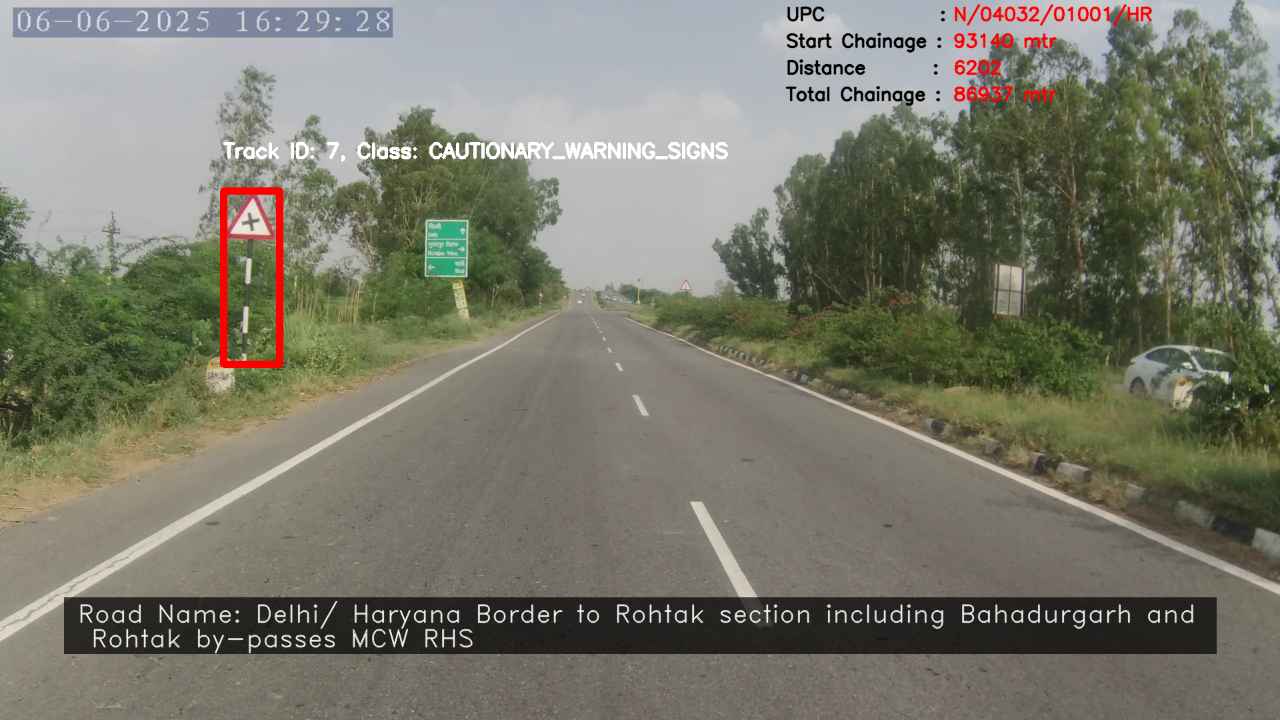 06-06-2025 16:29:28
UPC : N/04032/01001/HR
Start Chainage : 93140 mtr
Distance : 6202
Total Chainage : 86937 mtr
Track ID: 7, Class: CAUTIONARY_WARNING_SIGNS
दिल्ली
Road Name: Delhi/ Haryana Border to Rohtak section including Bahadurgarh and
Rohtak by-passes MCW RHS